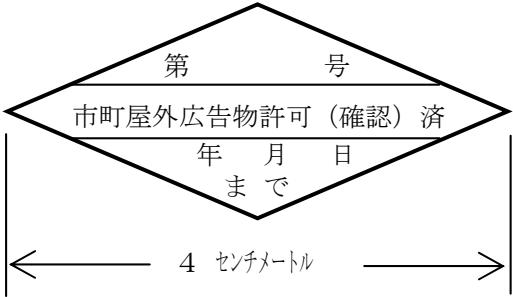 第　　　　号
市町屋外広告物許可（確認）済
年　月　日
まで
４ センチメートル